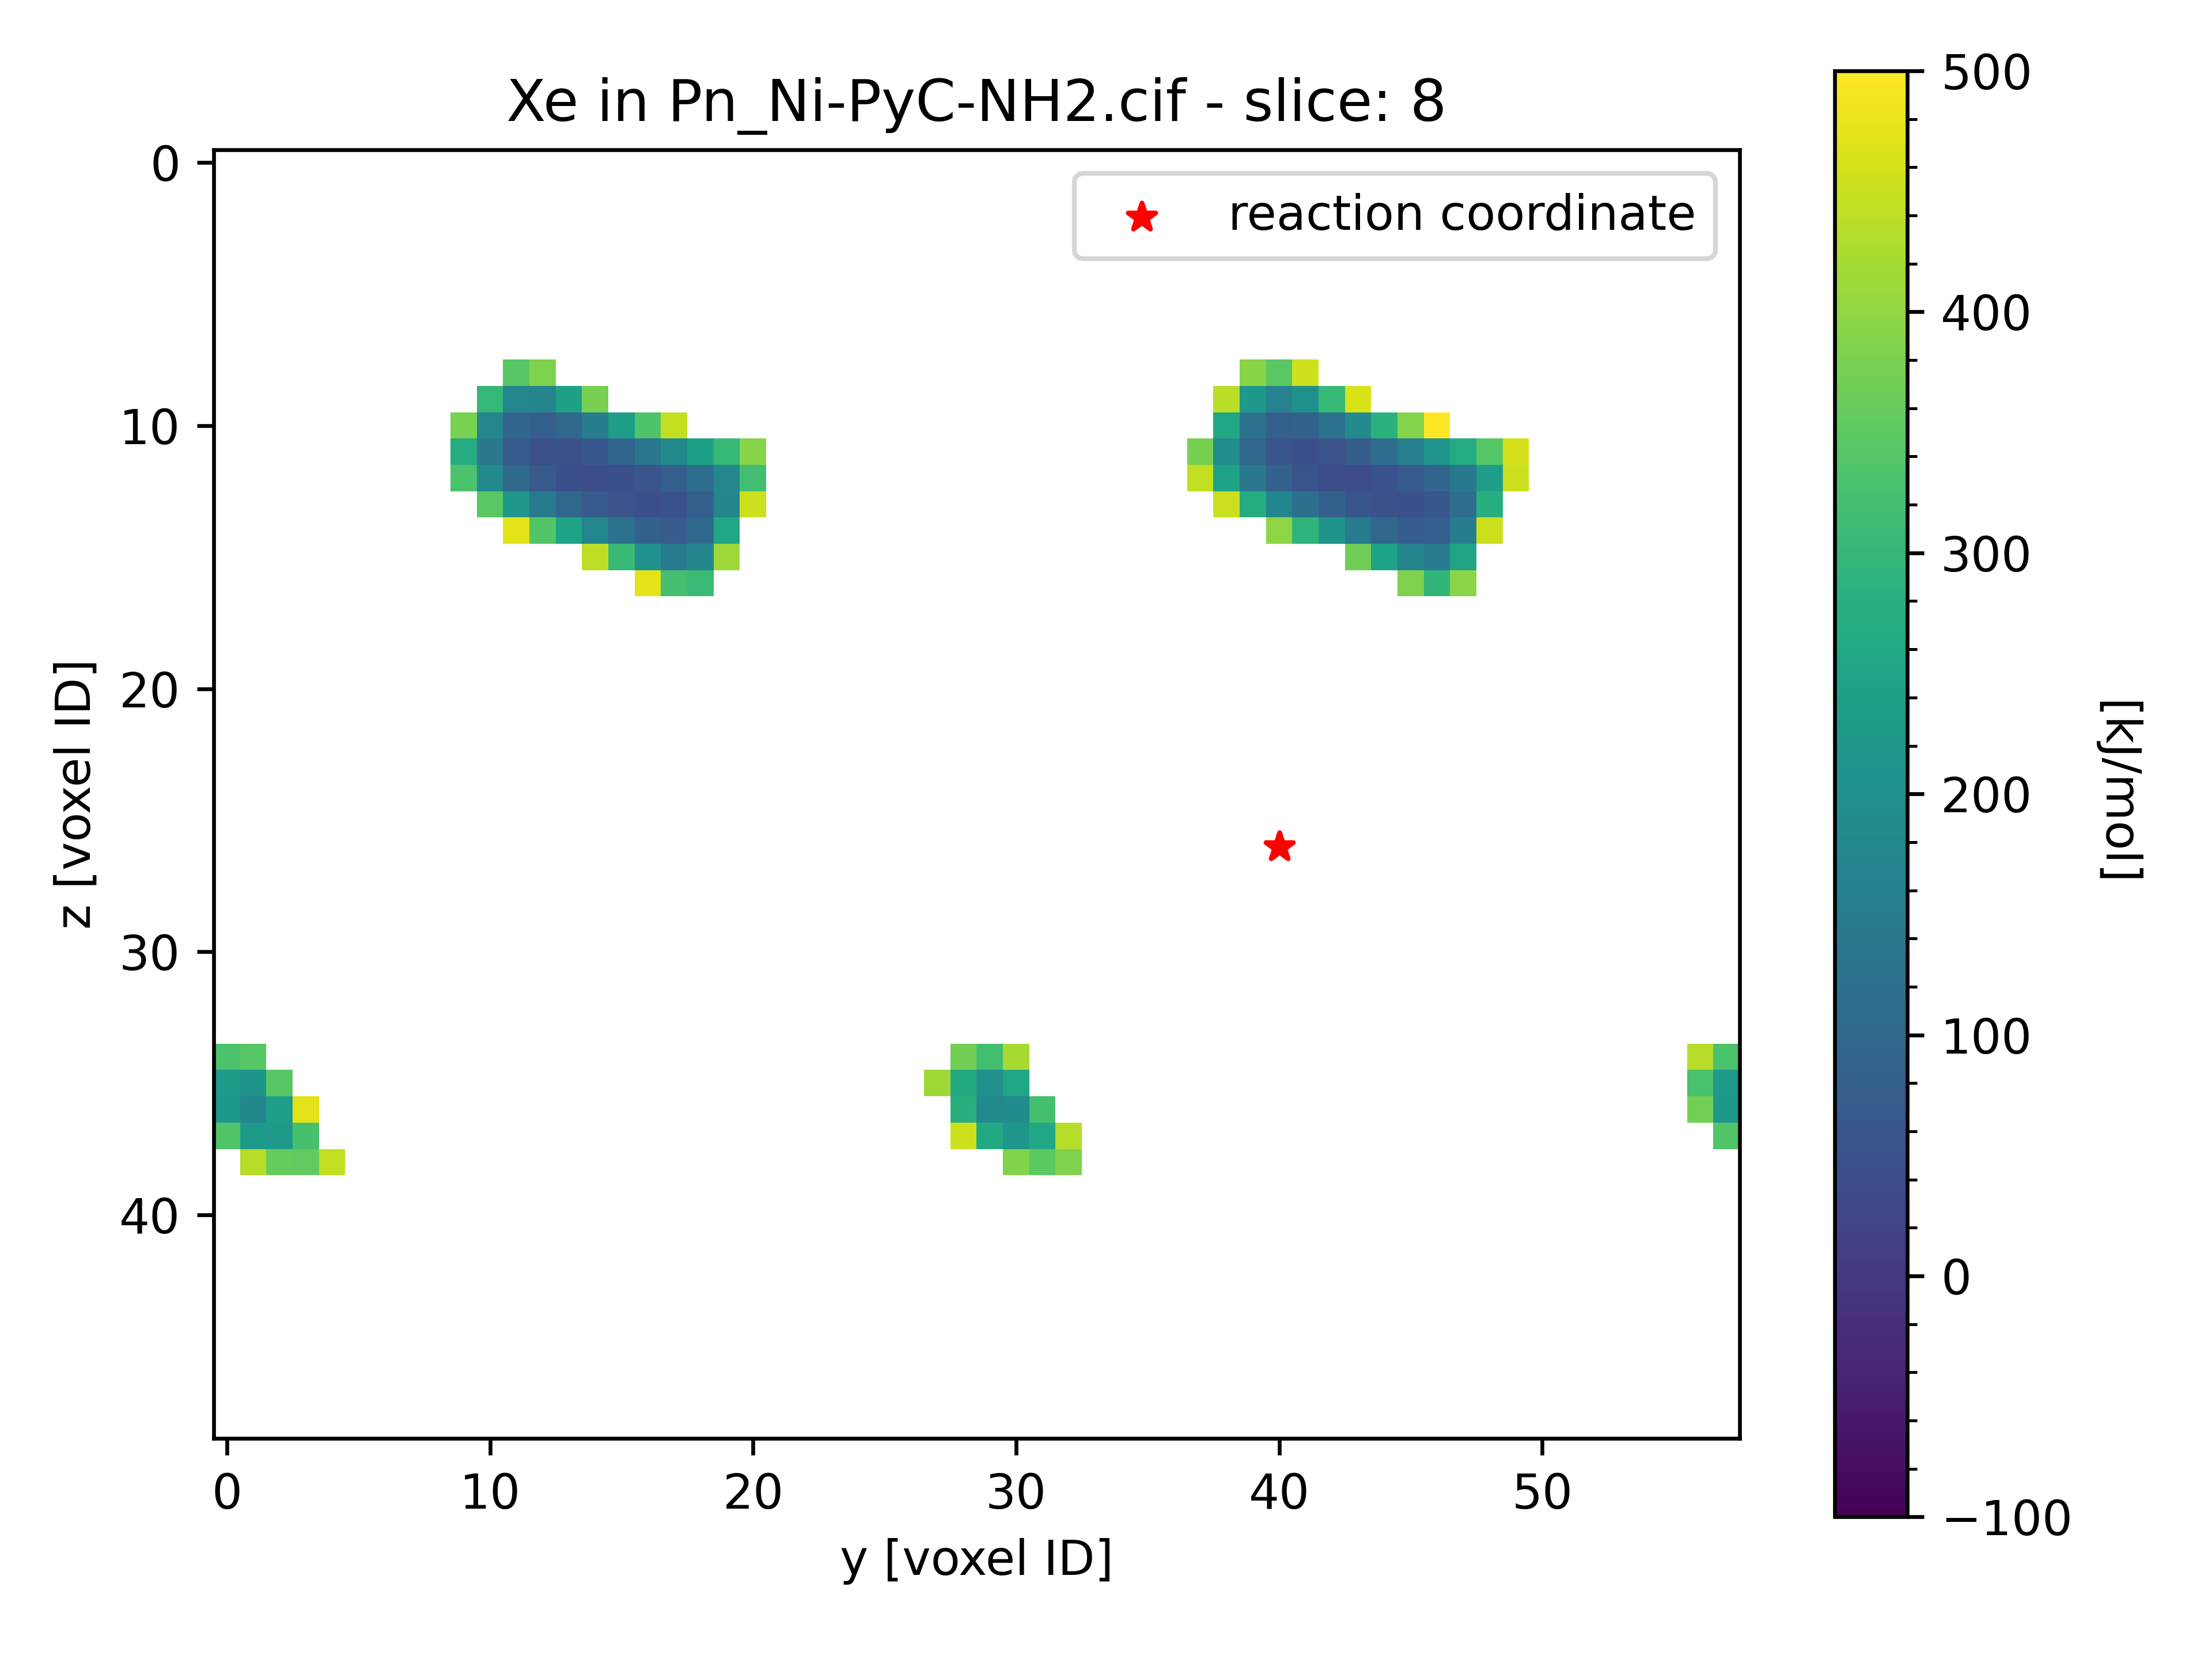 Xe in Pn_Ni-PyC-NH2.cif - slice: 8
reaction coordinate
0
10
20
30
40
z [voxel ID]
0 10 20 30 40 50
y [voxel ID]
500
400
300
200
100
0
−100
[kJ/mol]